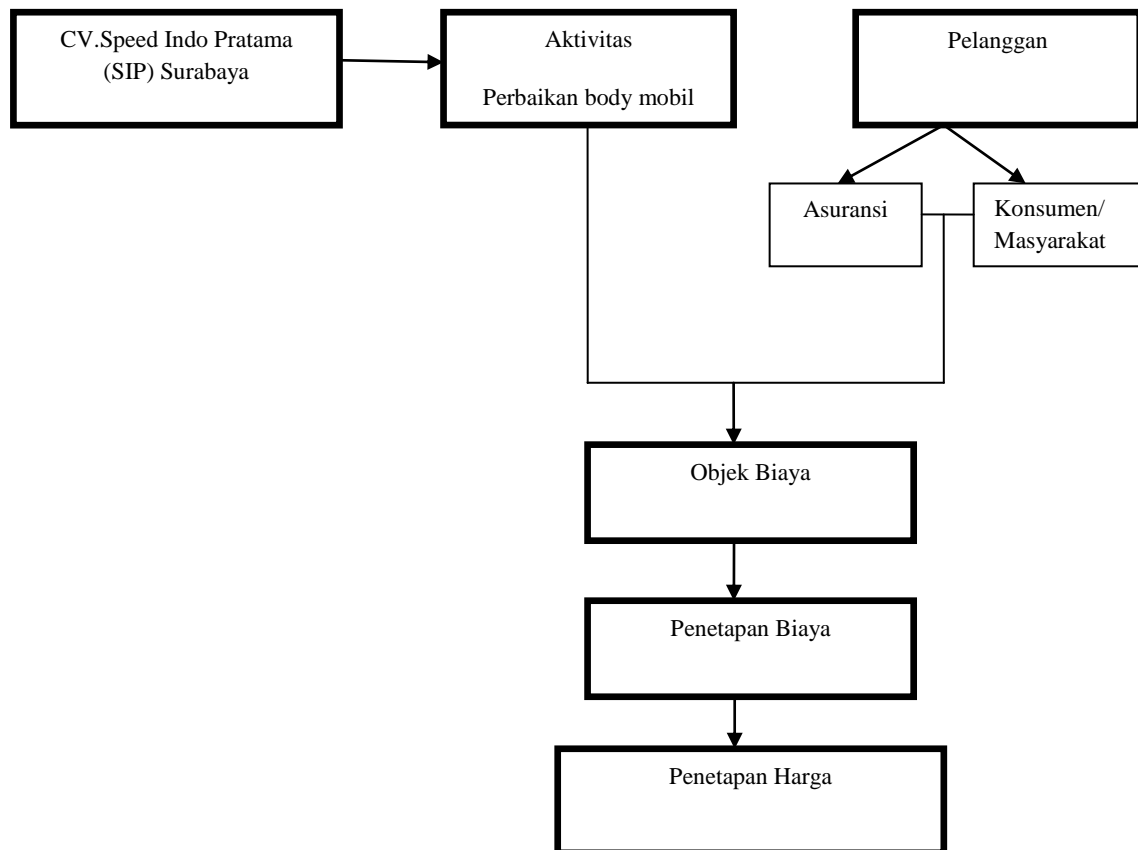 CV.Speed Indo Pratama
(SIP) Surabaya
Aktivitas
Perbaikan body mobil
Pelanggan
Asuransi
Konsumen/
Masyarakat
Objek Biaya
Penetapan Biaya
Penetapan Harga